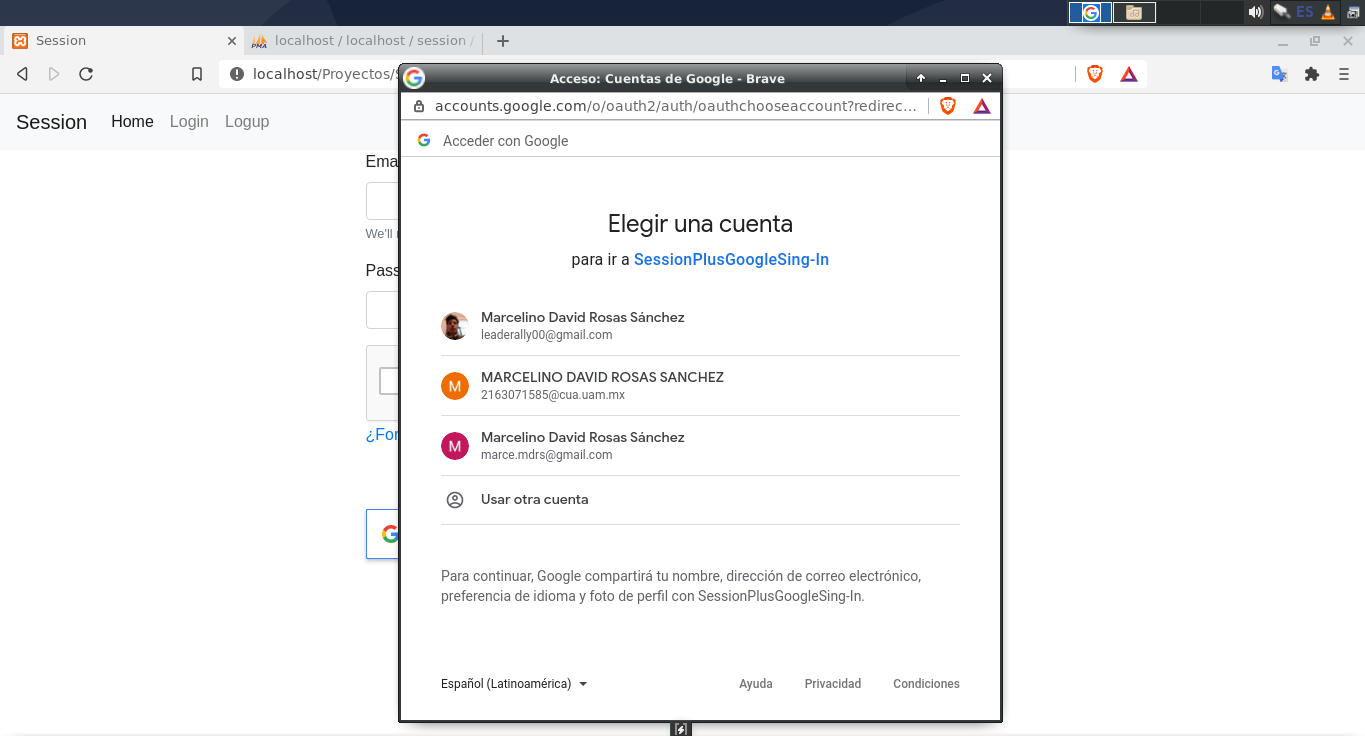 ES
Session
localhost / localhost / session /
localhost/Proyectos/S
Acceso: Cuentas de Google - Brave
accounts.google.com/o/oauth2/auth/oauthchooseaccount?redirec...
Session Home Login Logup
Acceder con Google
Ema
We'll
Pass
¿For
Elegir una cuenta
para ir a SessionPlusGoogleSing-In
Marcelino David Rosas Sánchez
leaderally00@gmail.com
M
MARCELINO DAVID ROSAS SANCHEZ
2163071585@cua.uam.mx
M
Marcelino David Rosas Sánchez
marce.mdrs@gmail.com
Usar otra cuenta
Para continuar, Google compartirá tu nombre, dirección de correo electrónico,
preferencia de idioma y foto de perfil con SessionPlusGoogleSing-In.
Español (Latinoamérica) Ayuda Privacidad Condiciones